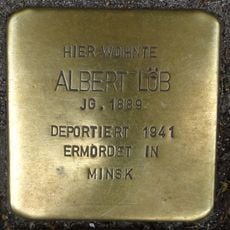 HIER WOHNTE
ALBERT LÖB
JG. 1889
DEPORTIERT 1941
ERMORDET IN
MINSK